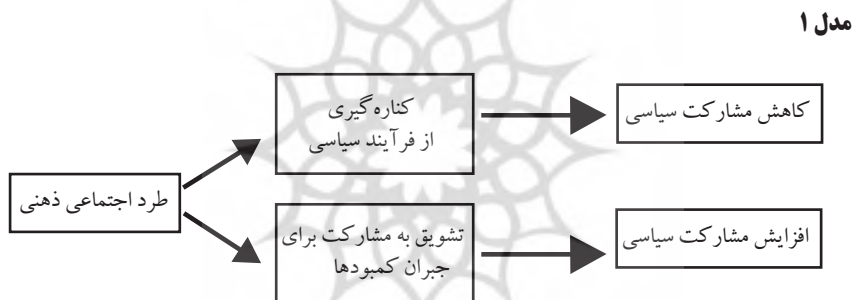 مدل ۱
طرد اجتماعی ذهنی
کناره‌گیری
از فرآیند سیاسی
کاهش مشارکت سیاسی
تشویق به مشارکت برای
جبران کمبودها
افزایش مشارکت سیاسی